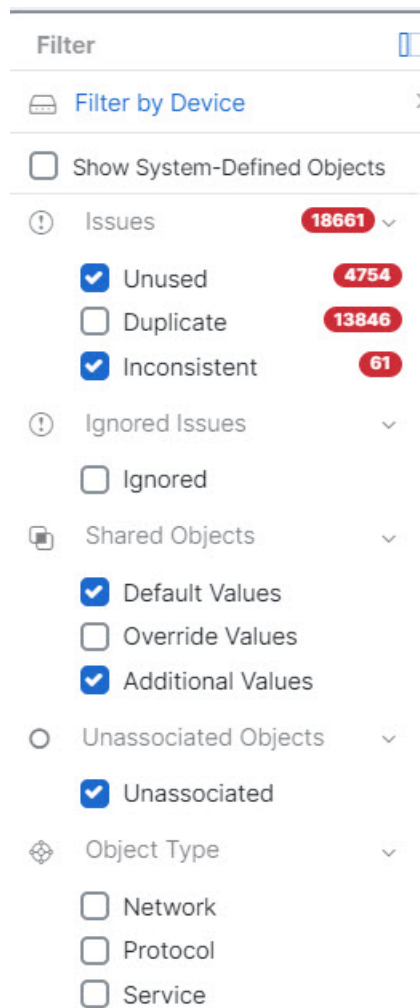 Filter
Filter by Device
Show System-Defined Objects
Issues 18661
Unused 4754
Duplicate 13846
Inconsistent 61
Ignored Issues
Ignored
Shared Objects
Default Values
Override Values
Additional Values
Unassociated Objects
Unassociated
Object Type
Network
Protocol
Service